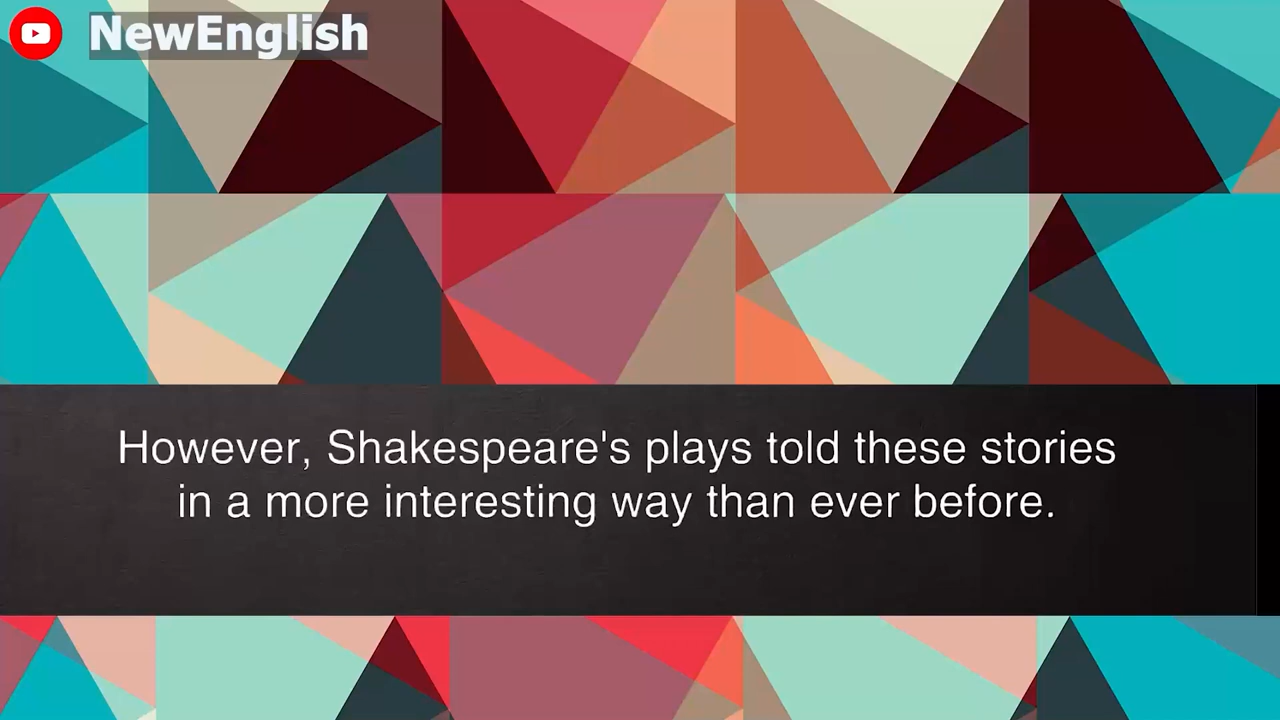 NewEnglish
However, Shakespeare's plays told these stories
in a more interesting way than ever before.